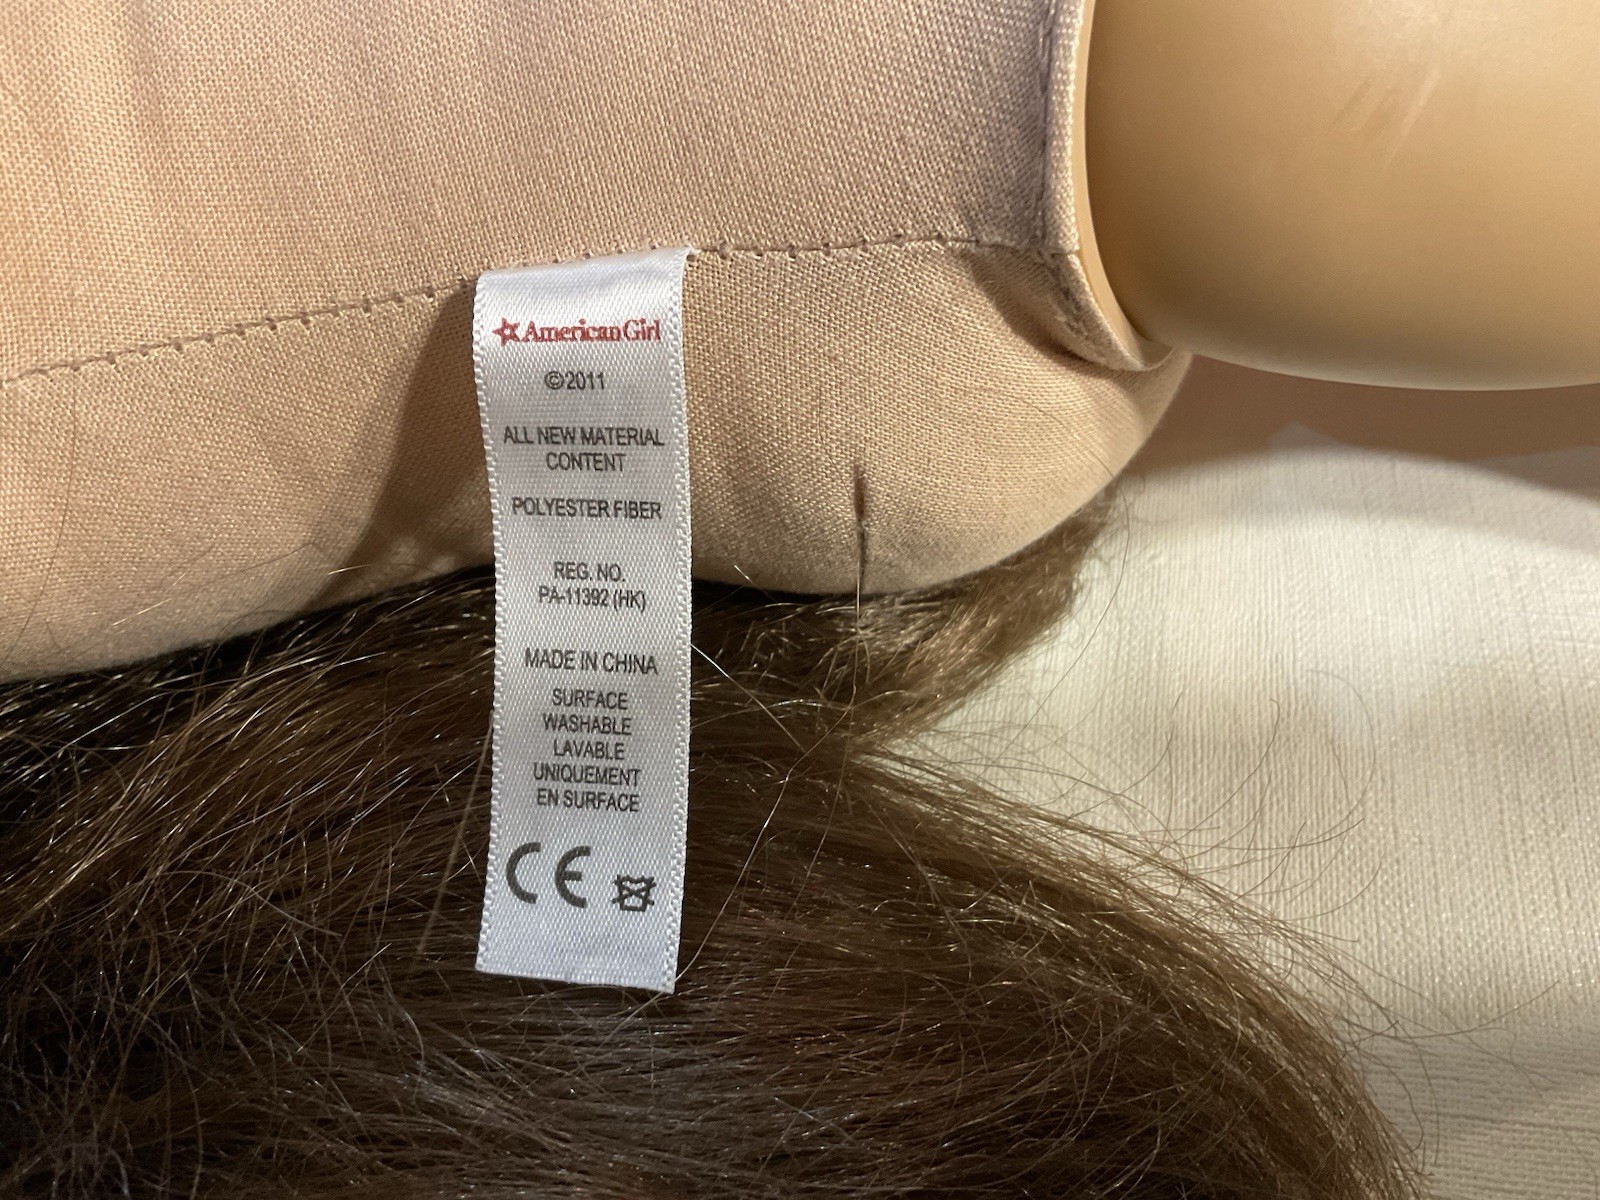 American Girl
©2011
ALL NEW MATERIAL
CONTENT
POLYESTER FIBER
REG. NO.
PA-11392 (HK)
MADE IN CHINA
SURFACE
WASHABLE
LAVABLE
UNIQUEMENT
EN SURFACE
CE